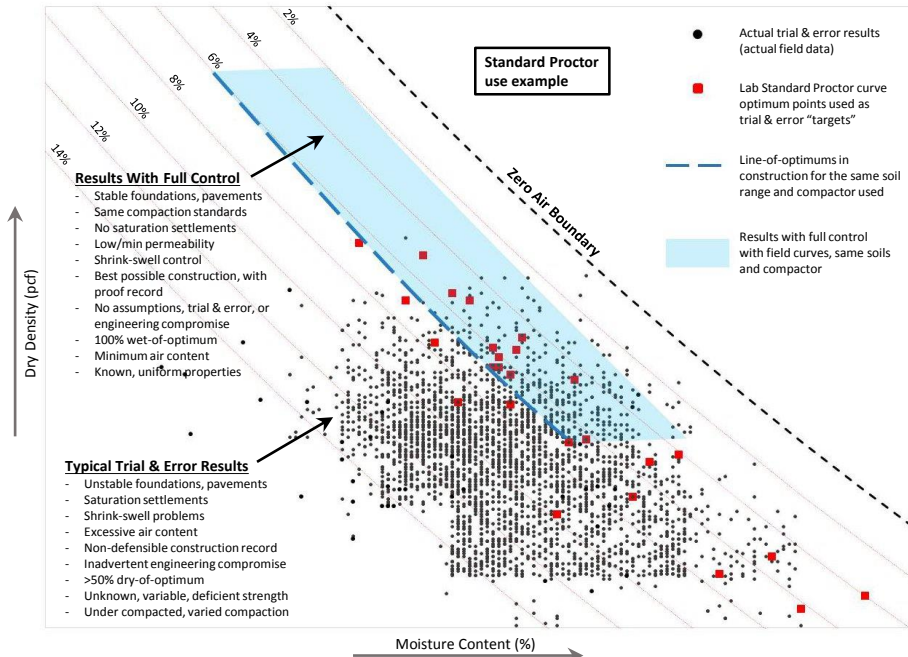 2%
4%
6%
8%
10%
12%
14%
Standard Proctor
use example
Actual trial & error results
(actual field data)
Lab Standard Proctor curve
optimum points used as
trial & error “targets”
Line-of-optimums in
construction for the same soil
range and compactor used
Results with full control
with field curves, same soils
and compactor
Zero Air Boundary
Results With Full Control
- Stable foundations, pavements
- Same compaction standards
- No saturation settlements
- Low/min permeability
- Shrink-swell control
- Best possible construction, with
proof record
- No assumptions, trial & error, or
engineering compromise
- 100% wet-of-optimum
- Minimum air content
- Known, uniform properties
Typical Trial & Error Results
- Unstable foundations, pavements
- Saturation settlements
- Shrink-swell problems
- Excessive air content
- Non-defensible construction record
- Inadvertent engineering compromise
- >50% dry-of-optimum
- Unknown, variable, deficient strength
- Under compacted, varied compaction
Dry Density (pcf)
Moisture Content (%)